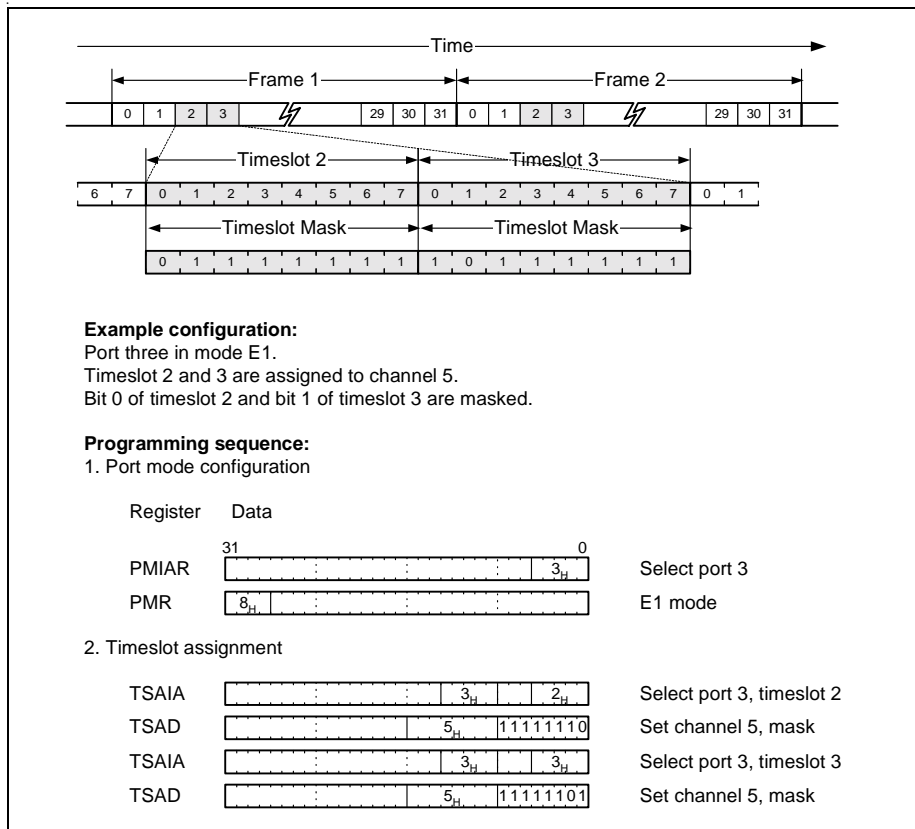 Time
Frame 1 Frame 2
0 1 2 3 29 30 31 0 1 2 3 29 30 31
Timeslot 2 Timeslot 3
6 7 0 1 2 3 4 5 6 7 0 1 2 3 4 5 6 7 0 1
Timeslot Mask Timeslot Mask
0 1 1 1 1 1 1 1 1 0 1 1 1 1 1 1
Example configuration:
Port three in mode E1.
Timeslot 2 and 3 are assigned to channel 5.
Bit 0 of timeslot 2 and bit 1 of timeslot 3 are masked.
Programming sequence:
1. Port mode configuration
Register Data
31 0
PMIAR 3H Select port 3
PMR 8H E1 mode
2. Timeslot assignment
TSAIA 3H 2H Select port 3, timeslot 2
TSAD 5H 11111110 Set channel 5, mask
TSAIA 3H 3H Select port 3, timeslot 3
TSAD 5H 11111101 Set channel 5, mask